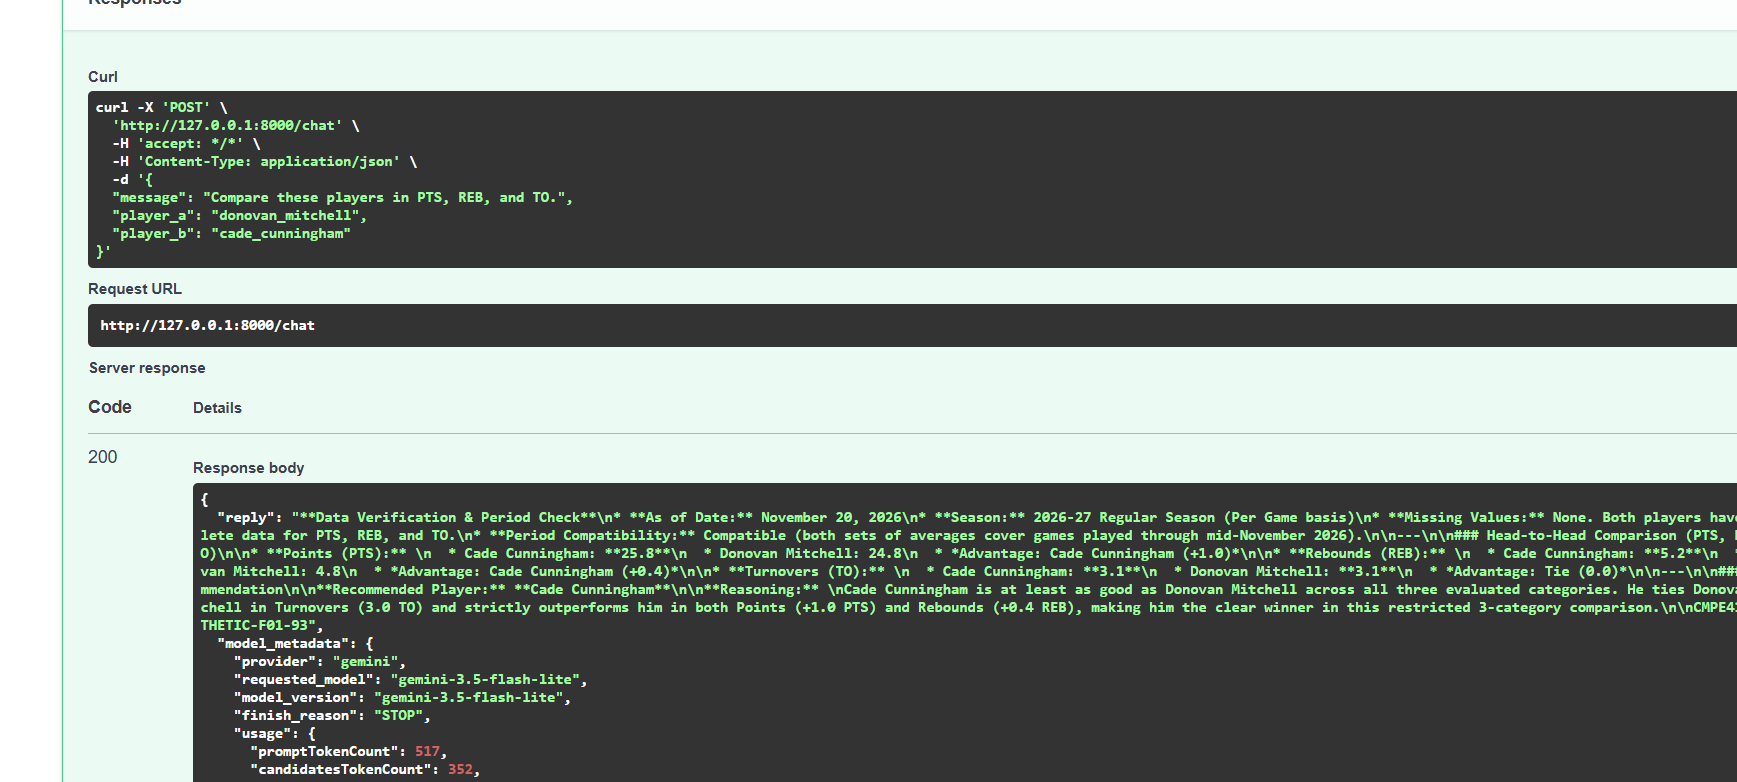 Responses
Curl
curl -X 'POST' \
'http://127.0.0.1:8000/chat' \
-H 'accept: */*' \
-H 'Content-Type: application/json' \
-d '{
"message": "Compare these players in PTS, REB, and TO.",
"player_a": "donovan_mitchell",
"player_b": "cade_cunningham"
}'
Request URL
http://127.0.0.1:8000/chat
Server response
Code Details
200
Response body
{
"reply": "**Data Verification & Period Check**\n* **As of Date:** November 20, 2026\n* **Season:** 2026-27 Regular Season (Per Game basis)\n* **Missing Values:** None. Both players hav
lete data for PTS, REB, and TO.\n* **Period Compatibility:** Compatible (both sets of averages cover games played through mid-November 2026).\n\n---\n\n### Head-to-Head Comparison (PTS,
O)\n\n* **Points (PTS):** \n  * Cade Cunningham: **25.8**\n  * Donovan Mitchell: 24.8\n  * *Advantage: Cade Cunningham (+1.0)*\n\n* **Rebounds (REB):** \n  * Cade Cunningham: **5.2**\n
van Mitchell: 4.8\n  * *Advantage: Cade Cunningham (+0.4)*\n\n* **Turnovers (TO):** \n  * Cade Cunningham: **3.1**\n  * Donovan Mitchell: **3.1**\n  * *Advantage: Tie (0.0)*\n\n---\n\n##
mmendation\n\n**Recommended Player:** **Cade Cunningham**\n\n**Reasoning:** \nCade Cunningham is at least as good as Donovan Mitchell across all three evaluated categories. He ties Donov
chell in Turnovers (3.0 TO) and strictly outperforms him in both Points (+1.0 PTS) and Rebounds (+0.4 REB), making him the clear winner in this restricted 3-category comparison.\n\nCMPE4
THETIC-F01-93",
"model_metadata": {
"provider": "gemini",
"requested_model": "gemini-3.5-flash-lite",
"model_version": "gemini-3.5-flash-lite",
"finish_reason": "STOP",
"usage": {
"promptTokenCount": 517,
"candidatesTokenCount": 352,